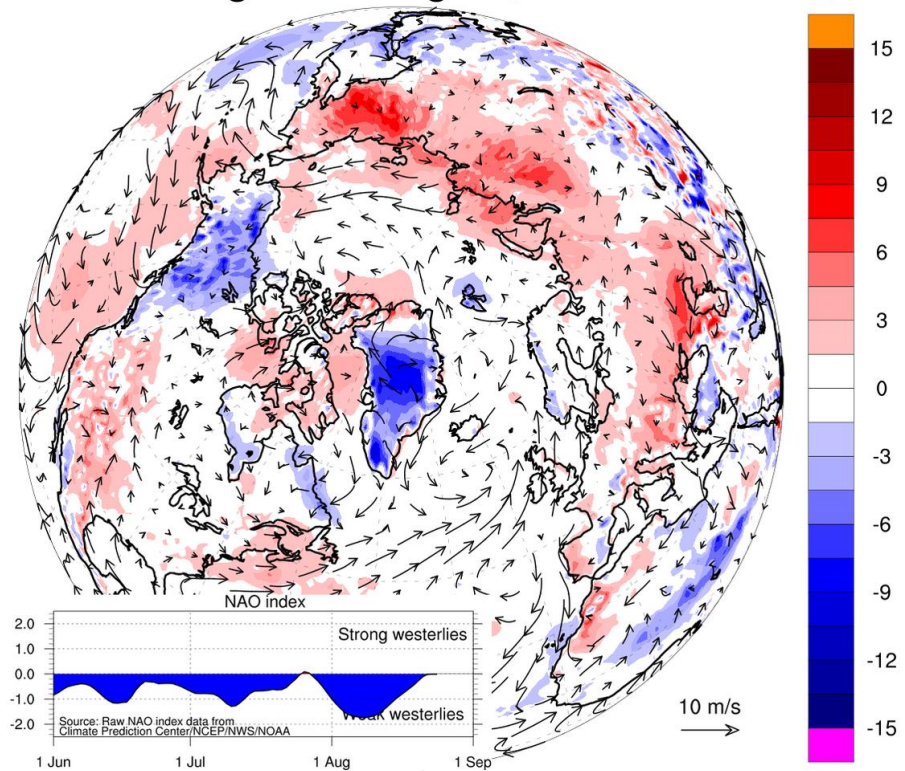 15
12
9
6
3
0
-3
-6
-9
-12
-15
10 m/s
NAO index
2.0
1.0
0.0
-1.0
-2.0
Strong westerlies
Weak westerlies
Source: Raw NAO index data from
Climate Prediction Center/NCEP/NWS/NOAA
1 Jun
1 Jul
1 Aug
1 Sep